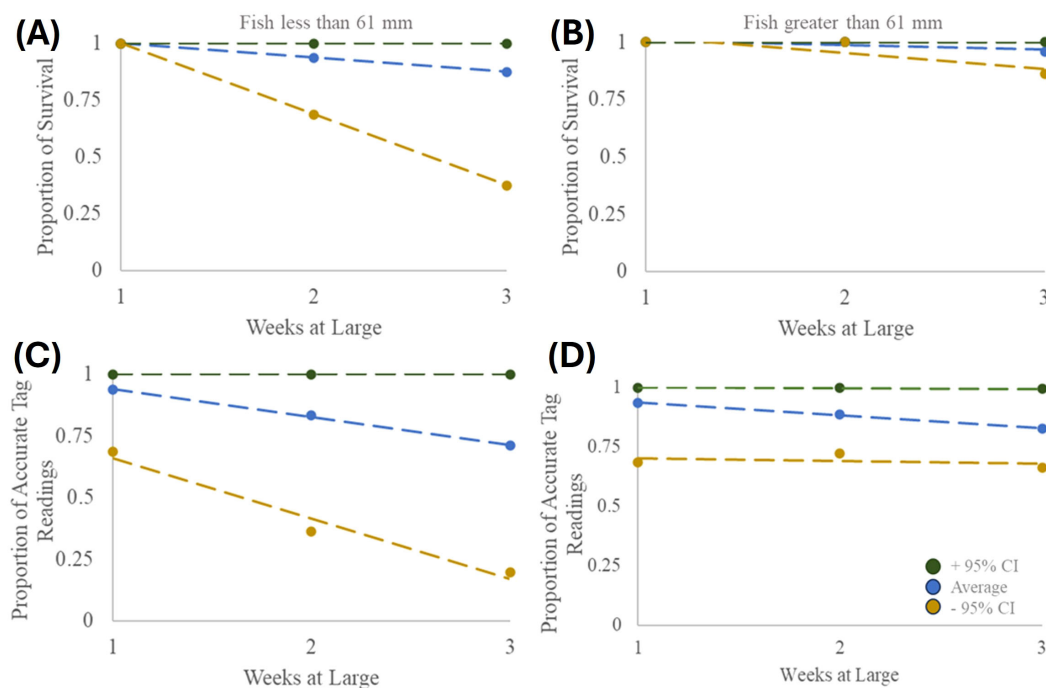 (A)
Fish less than 61 mm
Proportion of Survival
1
0.75
0.5
0.25
0
1
2
3
Weeks at Large
(B)
Fish greater than 61 mm
Proportion of Survival
1
0.75
0.5
0.25
0
1
2
3
Weeks at Large
(C)
Proportion of Accurate Tag
Readings
1
0.75
0.5
0.25
0
1
2
3
Weeks at Large
(D)
Proportion of Accurate Tag
Readings
1
0.75
0.5
0.25
0
1
2
3
Weeks at Large
+ 95% CI
Average
- 95% CI